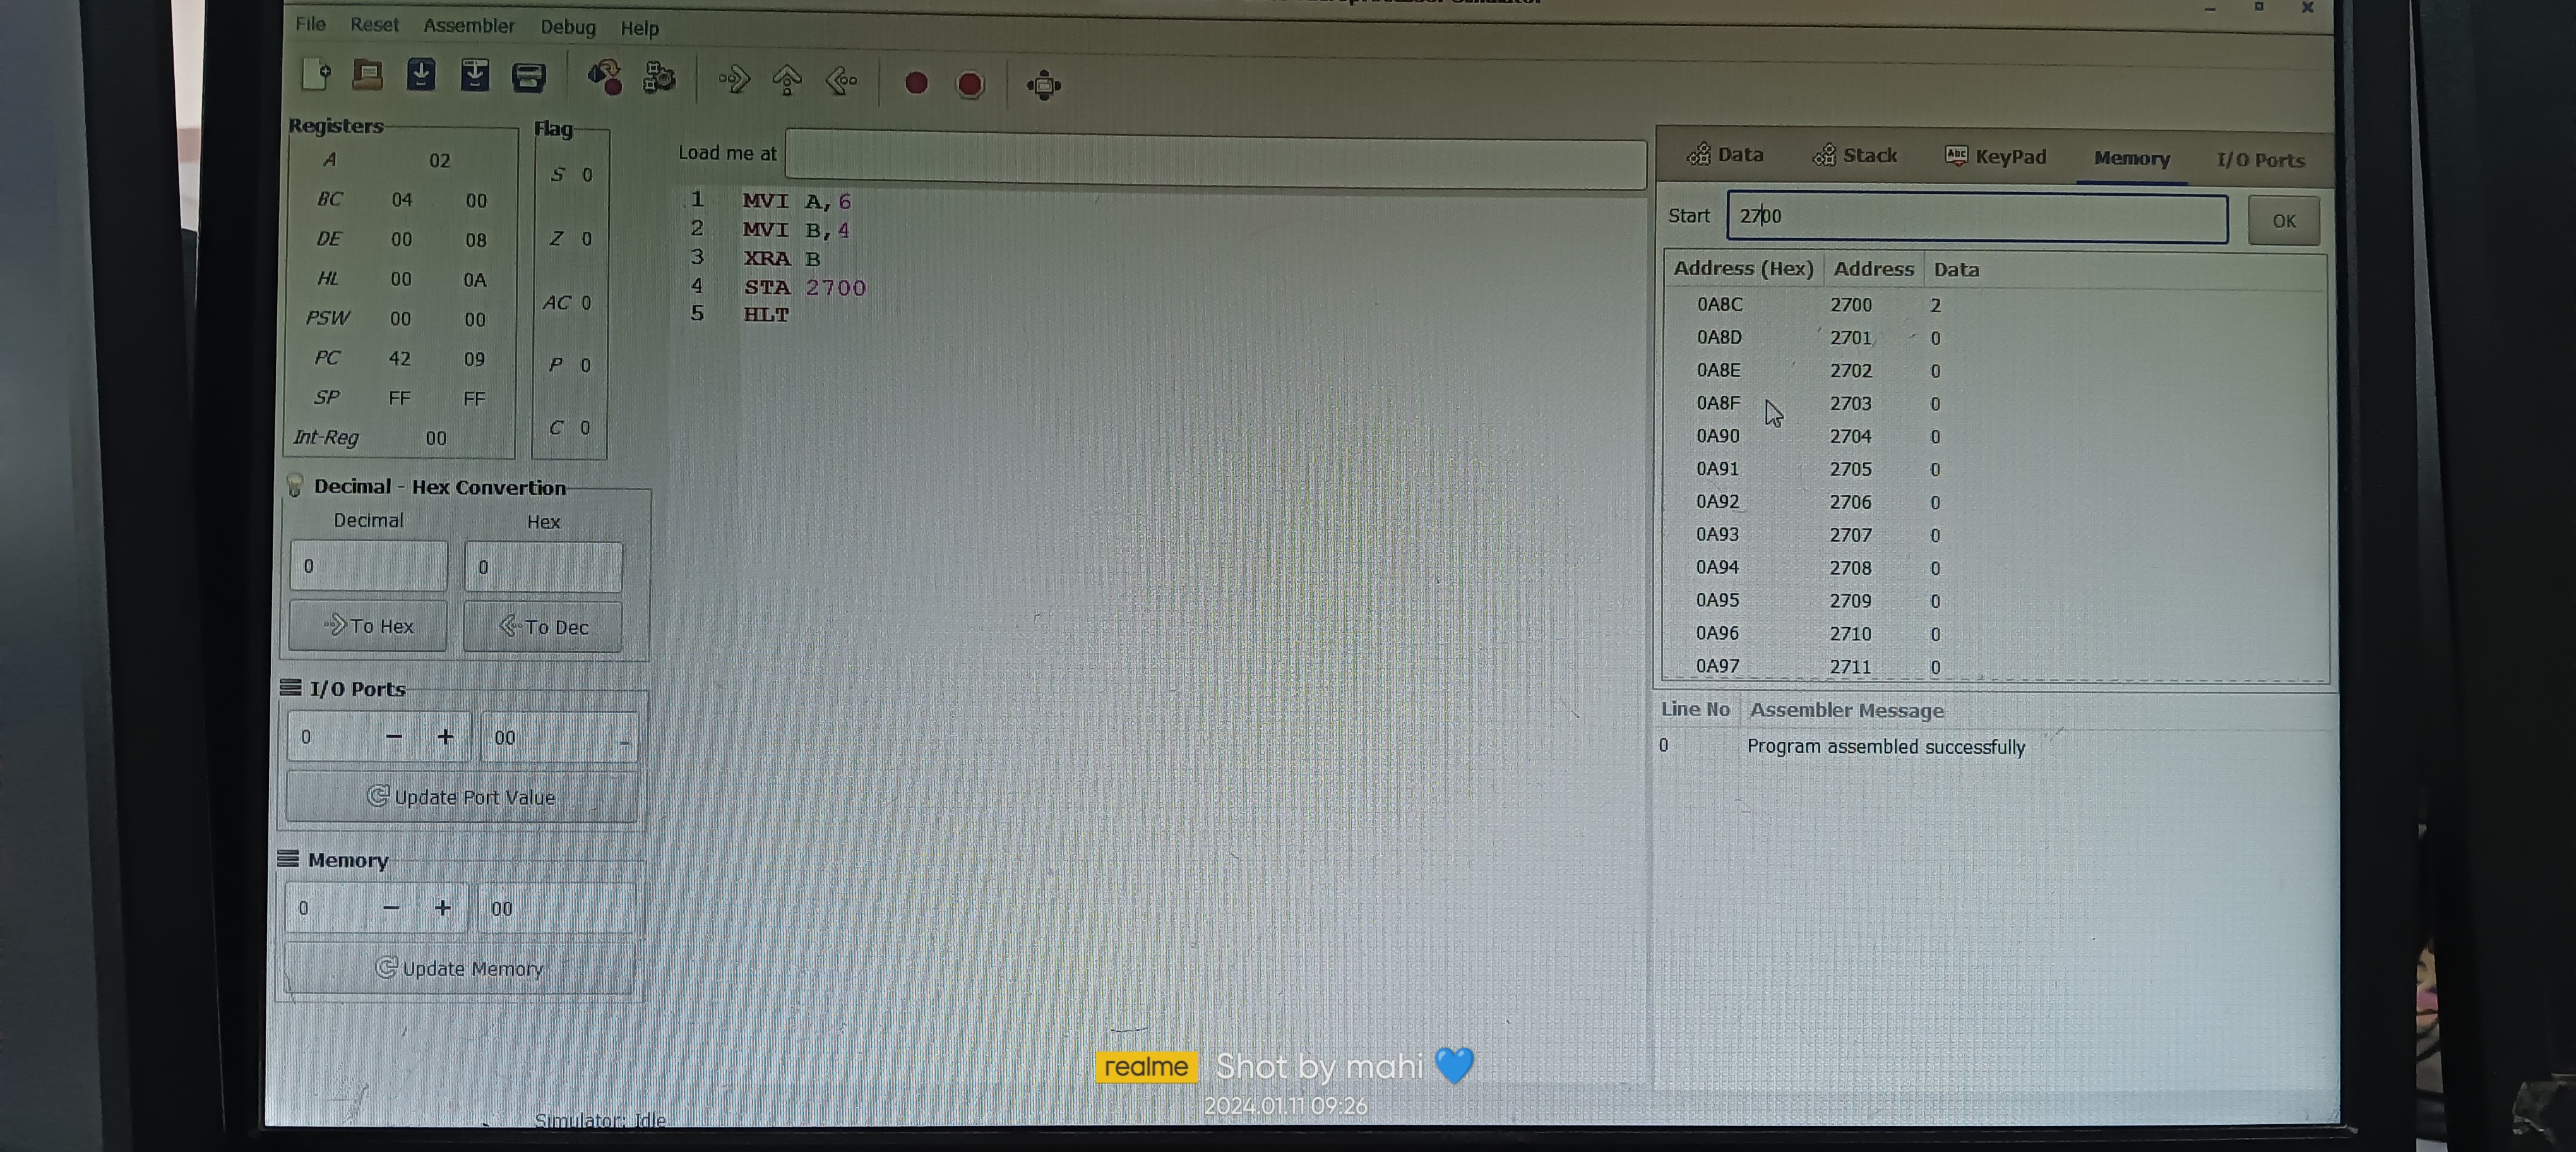 File Reset Assembler Debug Help
Registers
A 02
BC 04 00
DE 00 08
HL 00 0A
PSW 00 00
PC 42 09
SP FF FF
Int-Reg 00
Flag
S 0
Z 0
AC 0
P 0
C 0
Decimal - Hex Convertion
Decimal Hex
0 0
To Hex To Dec
I/O Ports
0 - + 00
Update Port Value
Memory
0 - + 00
Update Memory
Simulator: Idle
Load me at
1 MVI A,6
2 MVI B,4
3 XRA B
4 STA 2700
5 HLT
Data Stack KeyPad Memory I/O Ports
Start 2700 OK
Address (Hex) Address Data
0A8C 2700 2
0A8D 2701 0
0A8E 2702 0
0A8F 2703 0
0A90 2704 0
0A91 2705 0
0A92 2706 0
0A93 2707 0
0A94 2708 0
0A95 2709 0
0A96 2710 0
0A97 2711 0
Line No Assembler Message
0 Program assembled successfully
realme Shot by mahi 💙
2024.01.11 09:26